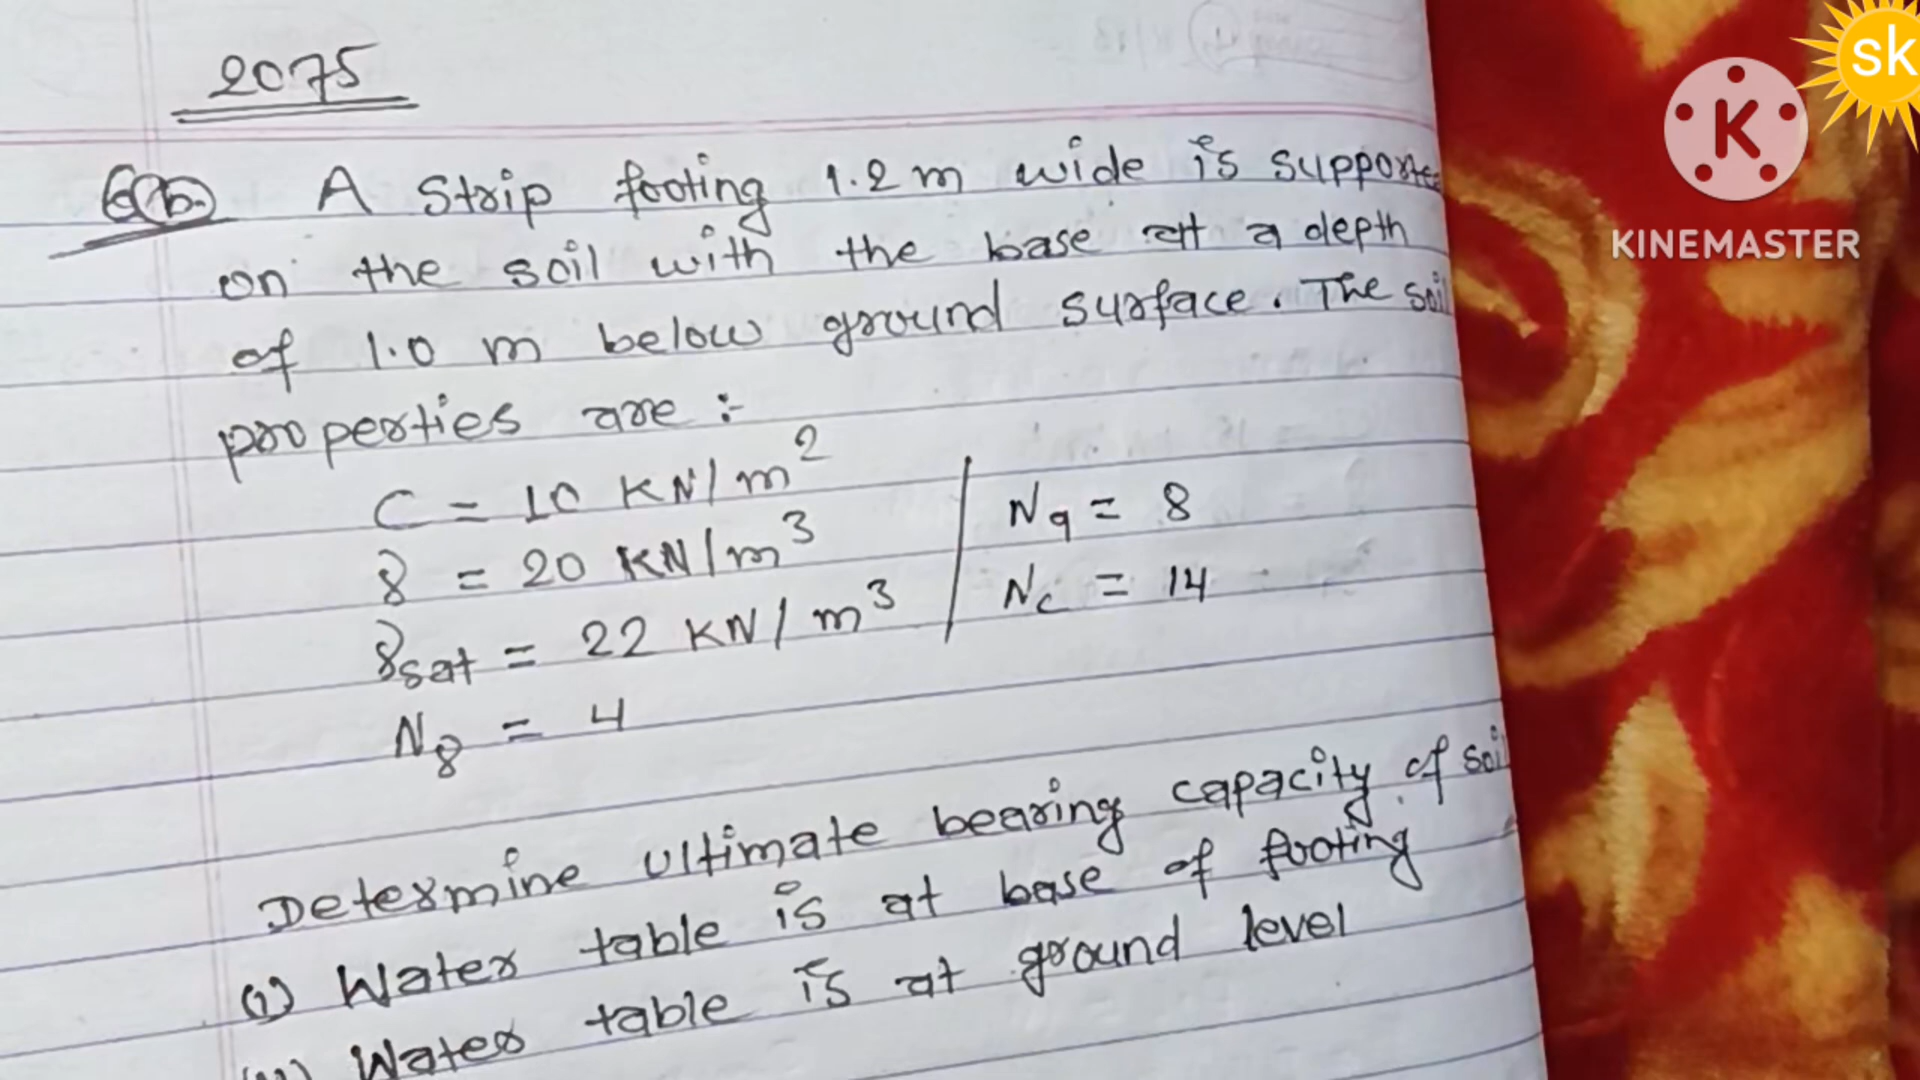 2075
6(b) A Strip footing 1.2 m wide is supporte
on the soil with the base at a depth
of 1.0 m below ground surface. The soil
properties are :-
C = 10 KN/m²
γ = 20 KN/m³
γsat = 22 KN/m³
Nγ = 4
Nq = 8
Nc = 14
Determine ultimate bearing capacity of soil
(i) Water table is at base of footing
Water table is at ground level
K
KINEMASTER
sk